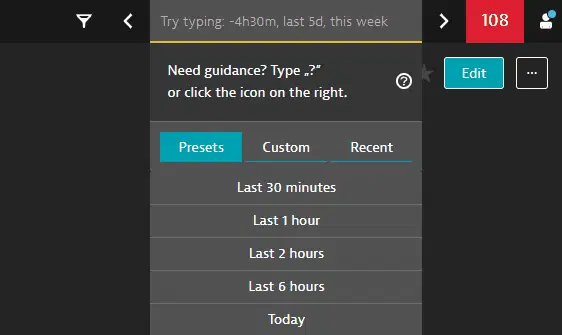 Try typing: -4h30m, last 5d, this week
108
Need guidance? Type „?”
or click the icon on the right.
?
Edit
...
Presets Custom Recent
Last 30 minutes
Last 1 hour
Last 2 hours
Last 6 hours
Today